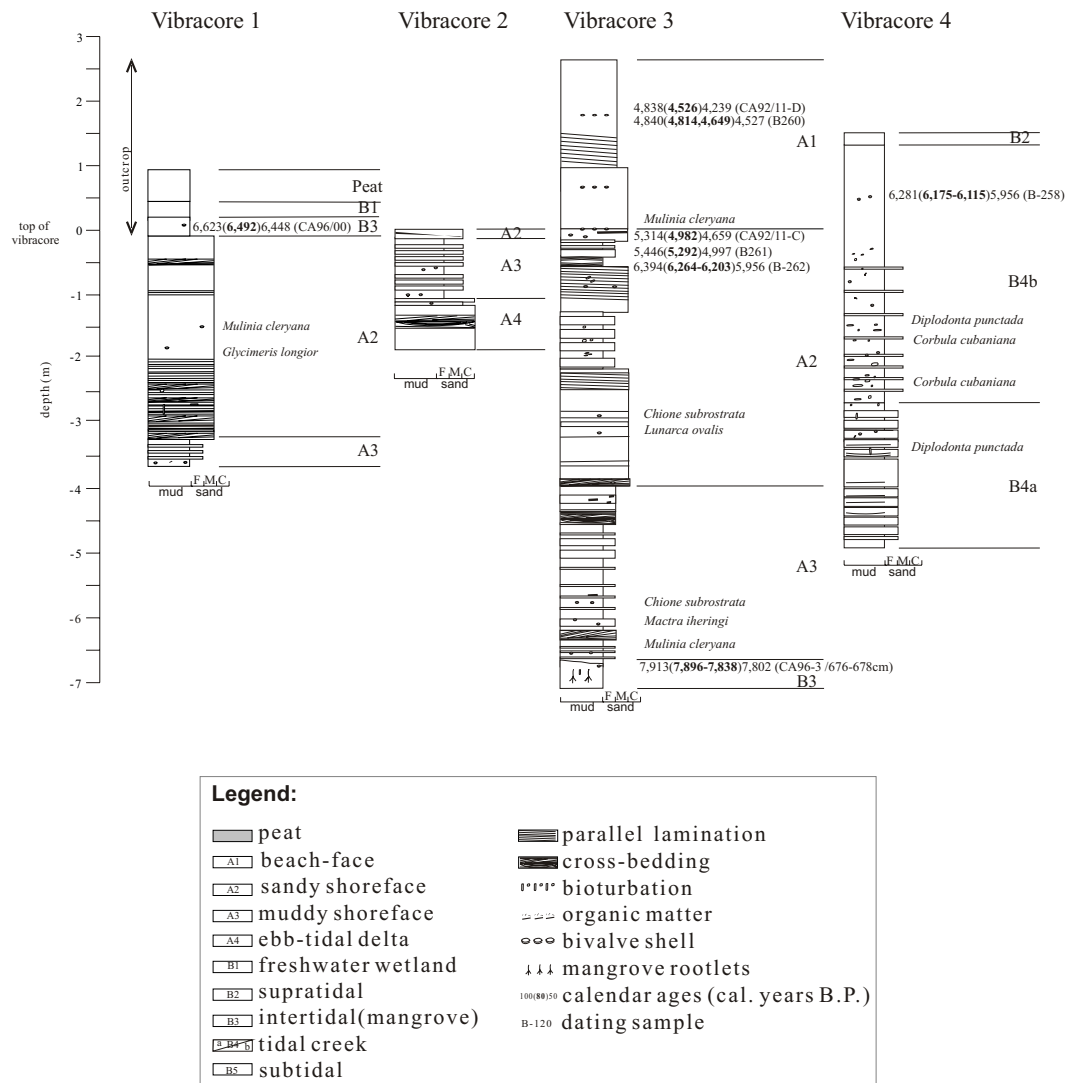 Vibracore 1
Vibracore 2
Vibracore 3
Vibracore 4
3
2
1
0
-1
-2
-3
-4
-5
-6
-7
outcrop
top of
vibracore
depth (m)
Peat
B1
6,623(6,492)6,448 (CA96/00)
B3
Mulinia cleryana
Glycimeris longior
A2
A3
F M C
mud sand
A2
A3
A4
F M C
mud sand
4,838(4,526)4,239 (CA92/11-D)
4,840(4,814,4,649)4,527 (B260)
A1
Mulinia cleryana
5,314(4,982)4,659 (CA92/11-C)
5,446(5,292)4,997 (B261)
6,394(6,264-6,203)5,956 (B-262)
A2
Chione subrostrata
Lunarca ovalis
A3
Chione subrostrata
Mactra iheringi
Mulinia cleryana
7,913(7,896-7,838)7,802 (CA96-3 /676-678cm)
B3
F M C
mud sand
B2
6,281(6,175-6,115)5,956 (B-258)
B4b
Diplodonta punctada
Corbula cubaniana
Corbula cubaniana
Diplodonta punctada
B4a
F M C
mud sand
Legend:
peat
A1 beach-face
A2 sandy shoreface
A3 muddy shoreface
A4 ebb-tidal delta
B1 freshwater wetland
B2 supratidal
B3 intertidal(mangrove)
a B4 b tidal creek
B5 subtidal
parallel lamination
cross-bedding
bioturbation
organic matter
bivalve shell
mangrove rootlets
100(80)50 calendar ages (cal. years B.P.)
B-120 dating sample